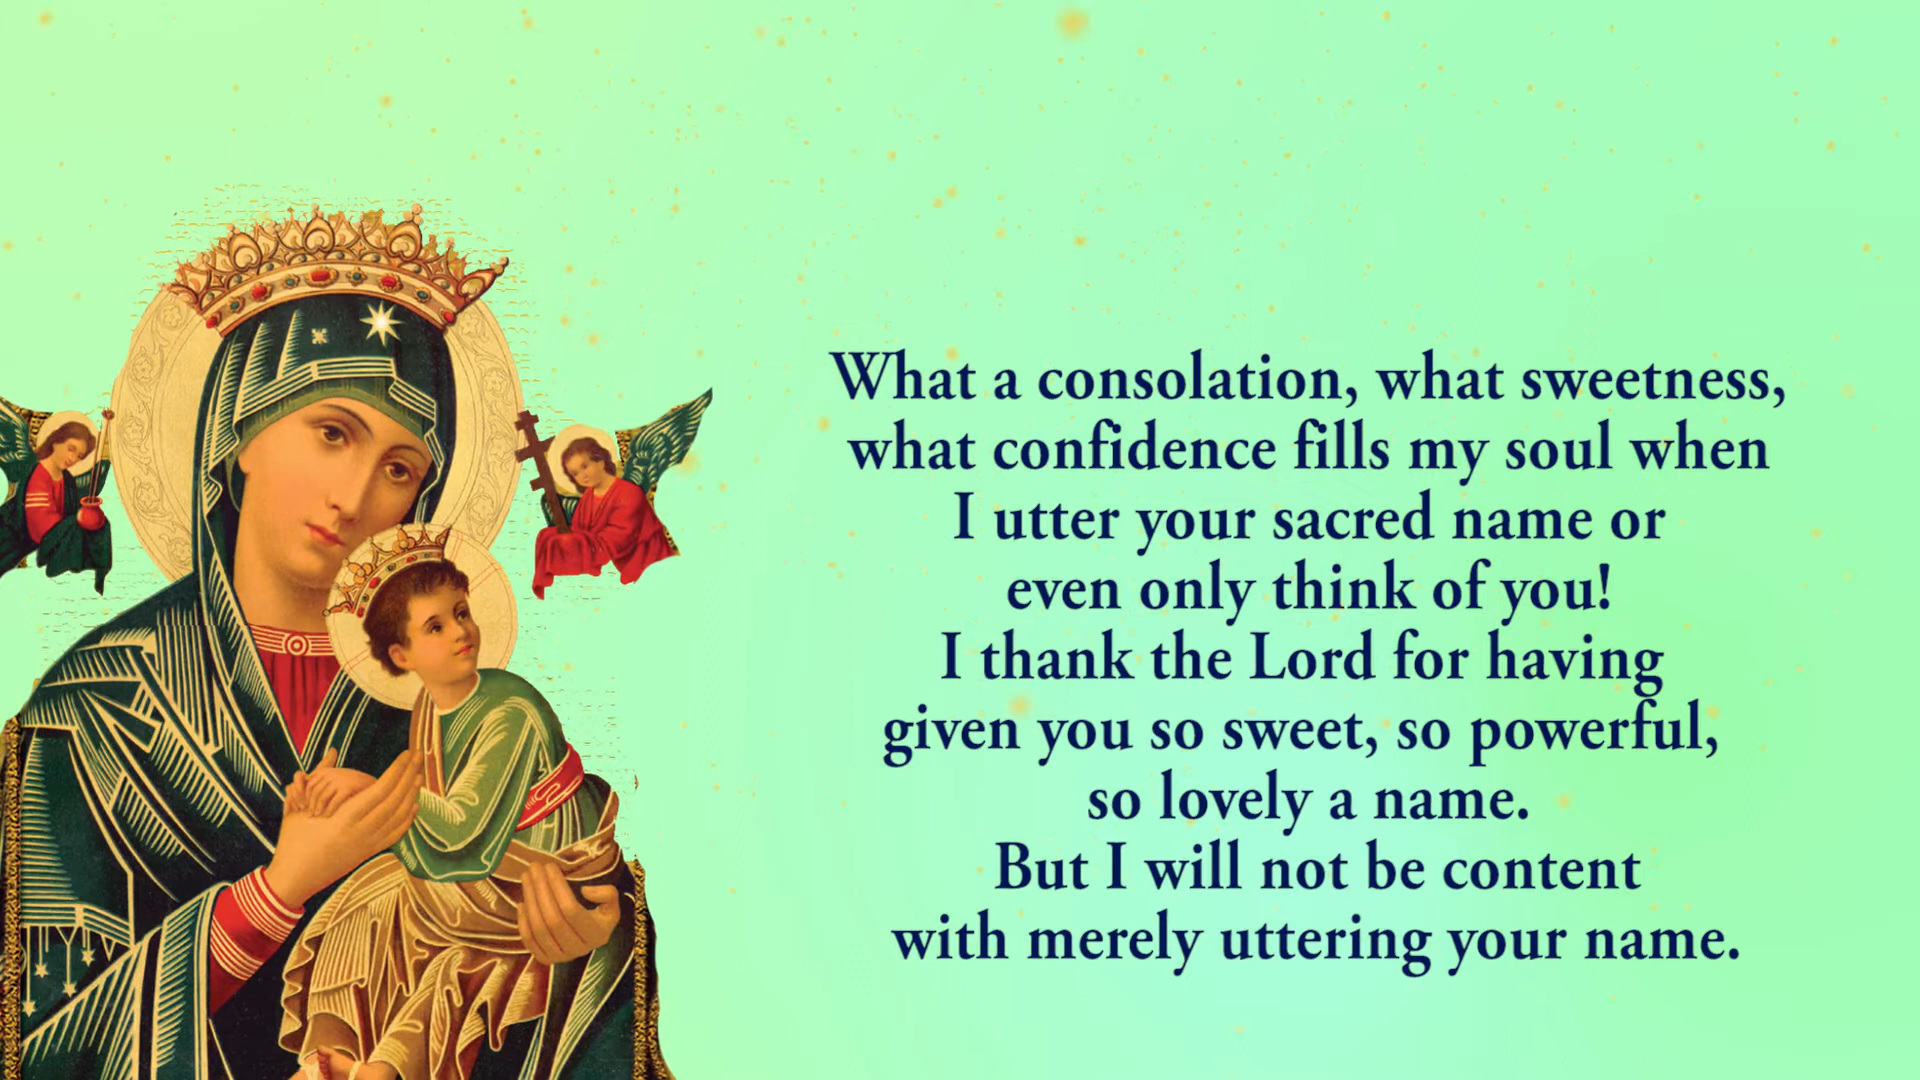 What a consolation, what sweetness,
what confidence fills my soul when
I utter your sacred name or
even only think of you!
I thank the Lord for having
given you so sweet, so powerful,
so lovely a name.
But I will not be content
with merely uttering your name.